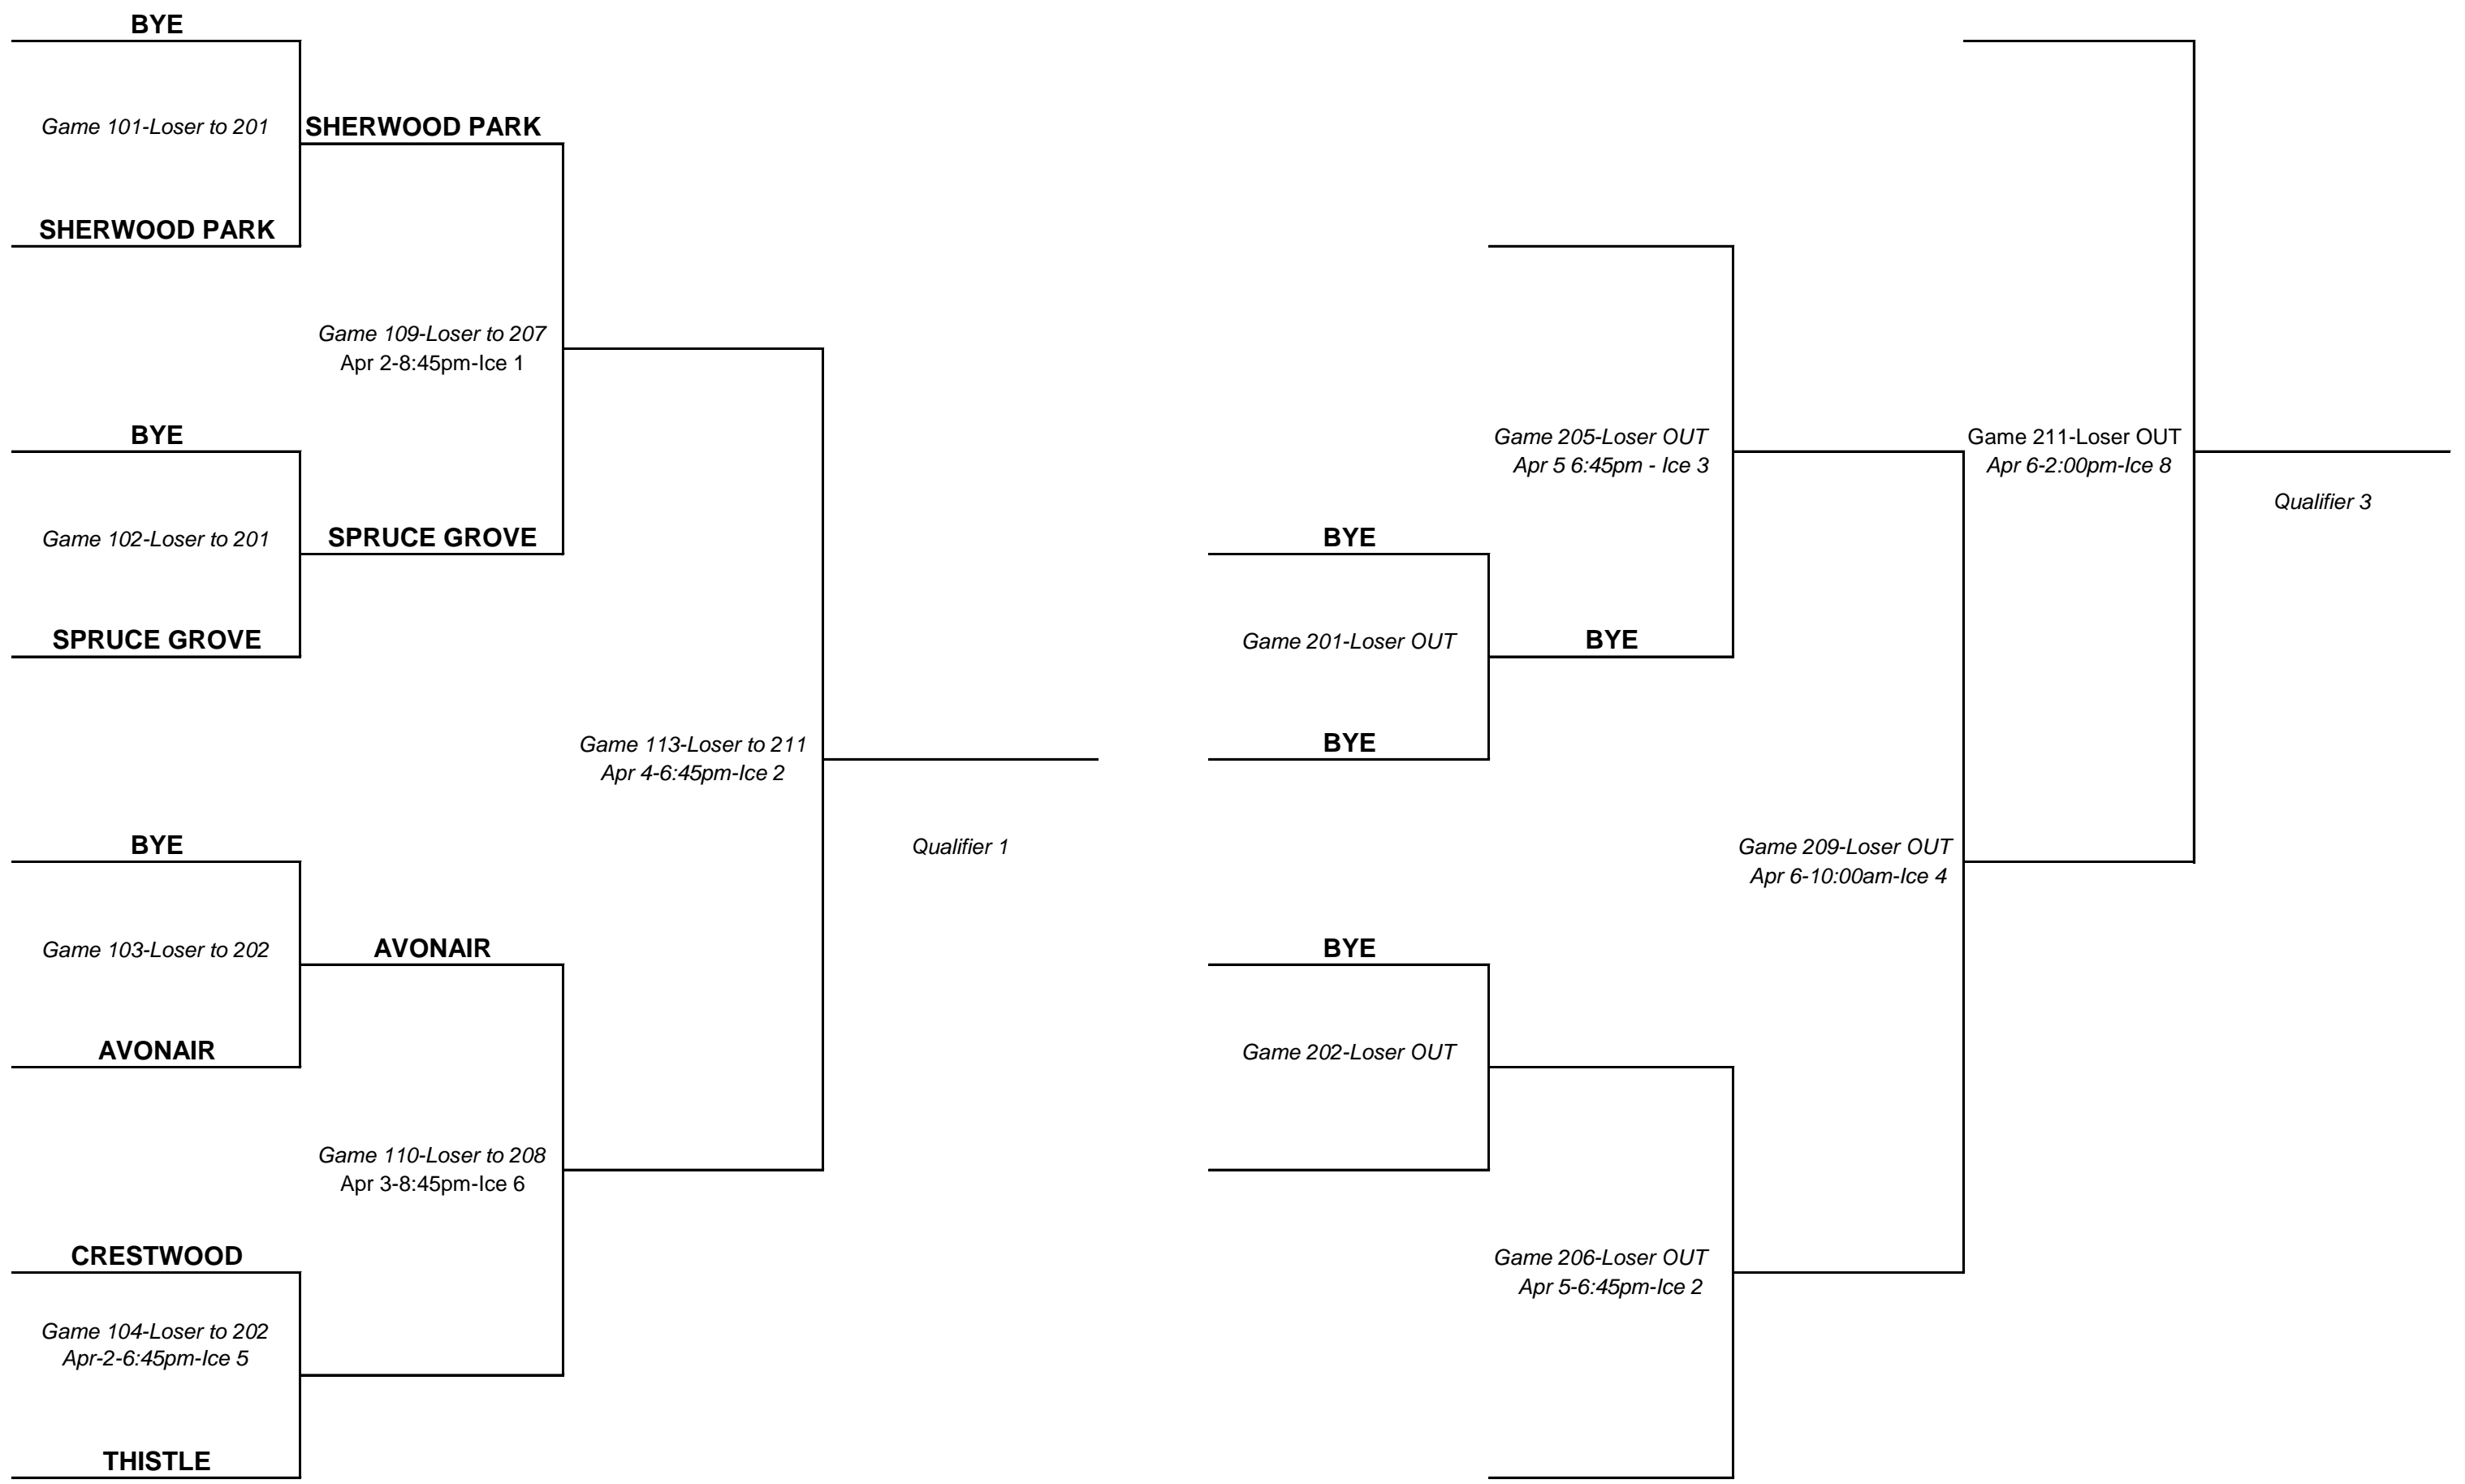 BYE
Game 101-Loser to 201
SHERWOOD PARK
SHERWOOD PARK
Game 109-Loser to 207
Apr 2-8:45pm-Ice 1
BYE
Game 102-Loser to 201
SPRUCE GROVE
SPRUCE GROVE
Game 113-Loser to 211
Apr 4-6:45pm-Ice 2
Qualifier 1
BYE
Game 103-Loser to 202
AVONAIR
AVONAIR
Game 110-Loser to 208
Apr 3-8:45pm-Ice 6
CRESTWOOD
Game 104-Loser to 202
Apr-2-6:45pm-Ice 5
THISTLE
Game 205-Loser OUT
Apr 5 6:45pm - Ice 3
Game 211-Loser OUT
Apr 6-2:00pm-Ice 8
Qualifier 3
BYE
Game 201-Loser OUT
BYE
BYE
Game 209-Loser OUT
Apr 6-10:00am-Ice 4
BYE
Game 202-Loser OUT
Game 206-Loser OUT
Apr 5-6:45pm-Ice 2